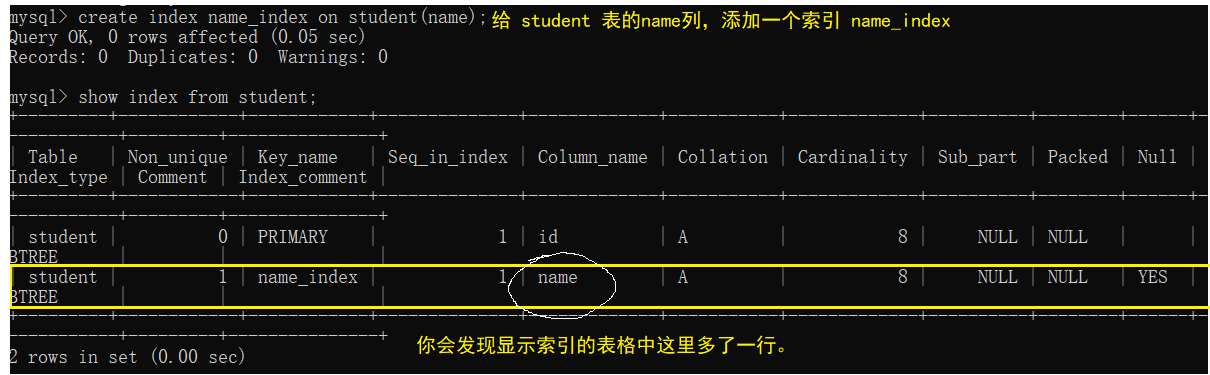 mysql> create index name_index on student(name);给 student 表的name列，添加一个索引 name_index
Query OK, 0 rows affected (0.05 sec)
Records: 0  Duplicates: 0  Warnings: 0
mysql> show index from student;
+---------+------------+------------+--------------+-------------+-----------+-------------+----------+--------+------+-
-----------+---------+---------------+
| Table   | Non_unique | Key_name   | Seq_in_index | Column_name | Collation | Cardinality | Sub_part | Packed | Null |
Index_type | Comment | Index_comment |
+---------+------------+------------+--------------+-------------+-----------+-------------+----------+--------+------+-
-----------+---------+---------------+
| student |          0 | PRIMARY    |            1 | id          | A         |           8 |     NULL | NULL   |      |
BTREE      |         |               |
| student |          1 | name_index |            1 | name        | A         |           8 |     NULL | NULL   | YES  |
BTREE      |         |               |
+---------+------------+------------+--------------+-------------+-----------+-------------+----------+--------+------+-
-----------+---------+---------------+
你会发现显示索引的表格中这里多了一行。
2 rows in set (0.00 sec)